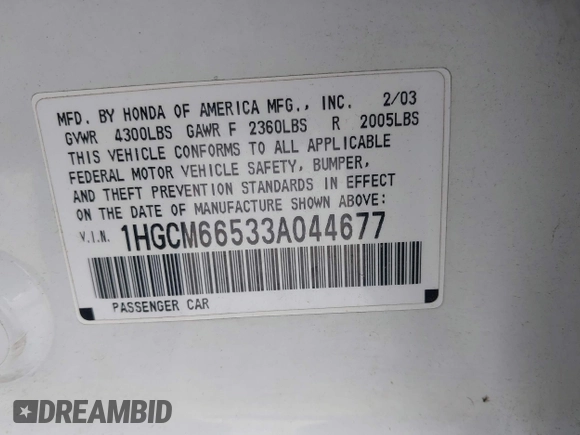 MFD. BY HONDA OF AMERICA MFG., INC. 2/03
GVWR 4300LBS GAWR F 2360LBS R 2005LBS
THIS VEHICLE CONFORMS TO ALL APPLICABLE
FEDERAL MOTOR VEHICLE SAFETY, BUMPER,
AND THEFT PREVENTION STANDARDS IN EFFECT
ON THE DATE OF MANUFACTURE SHOWN ABOVE:
V.I.N. 1HGCM66533A044677
PASSENGER CAR
DREAMBID